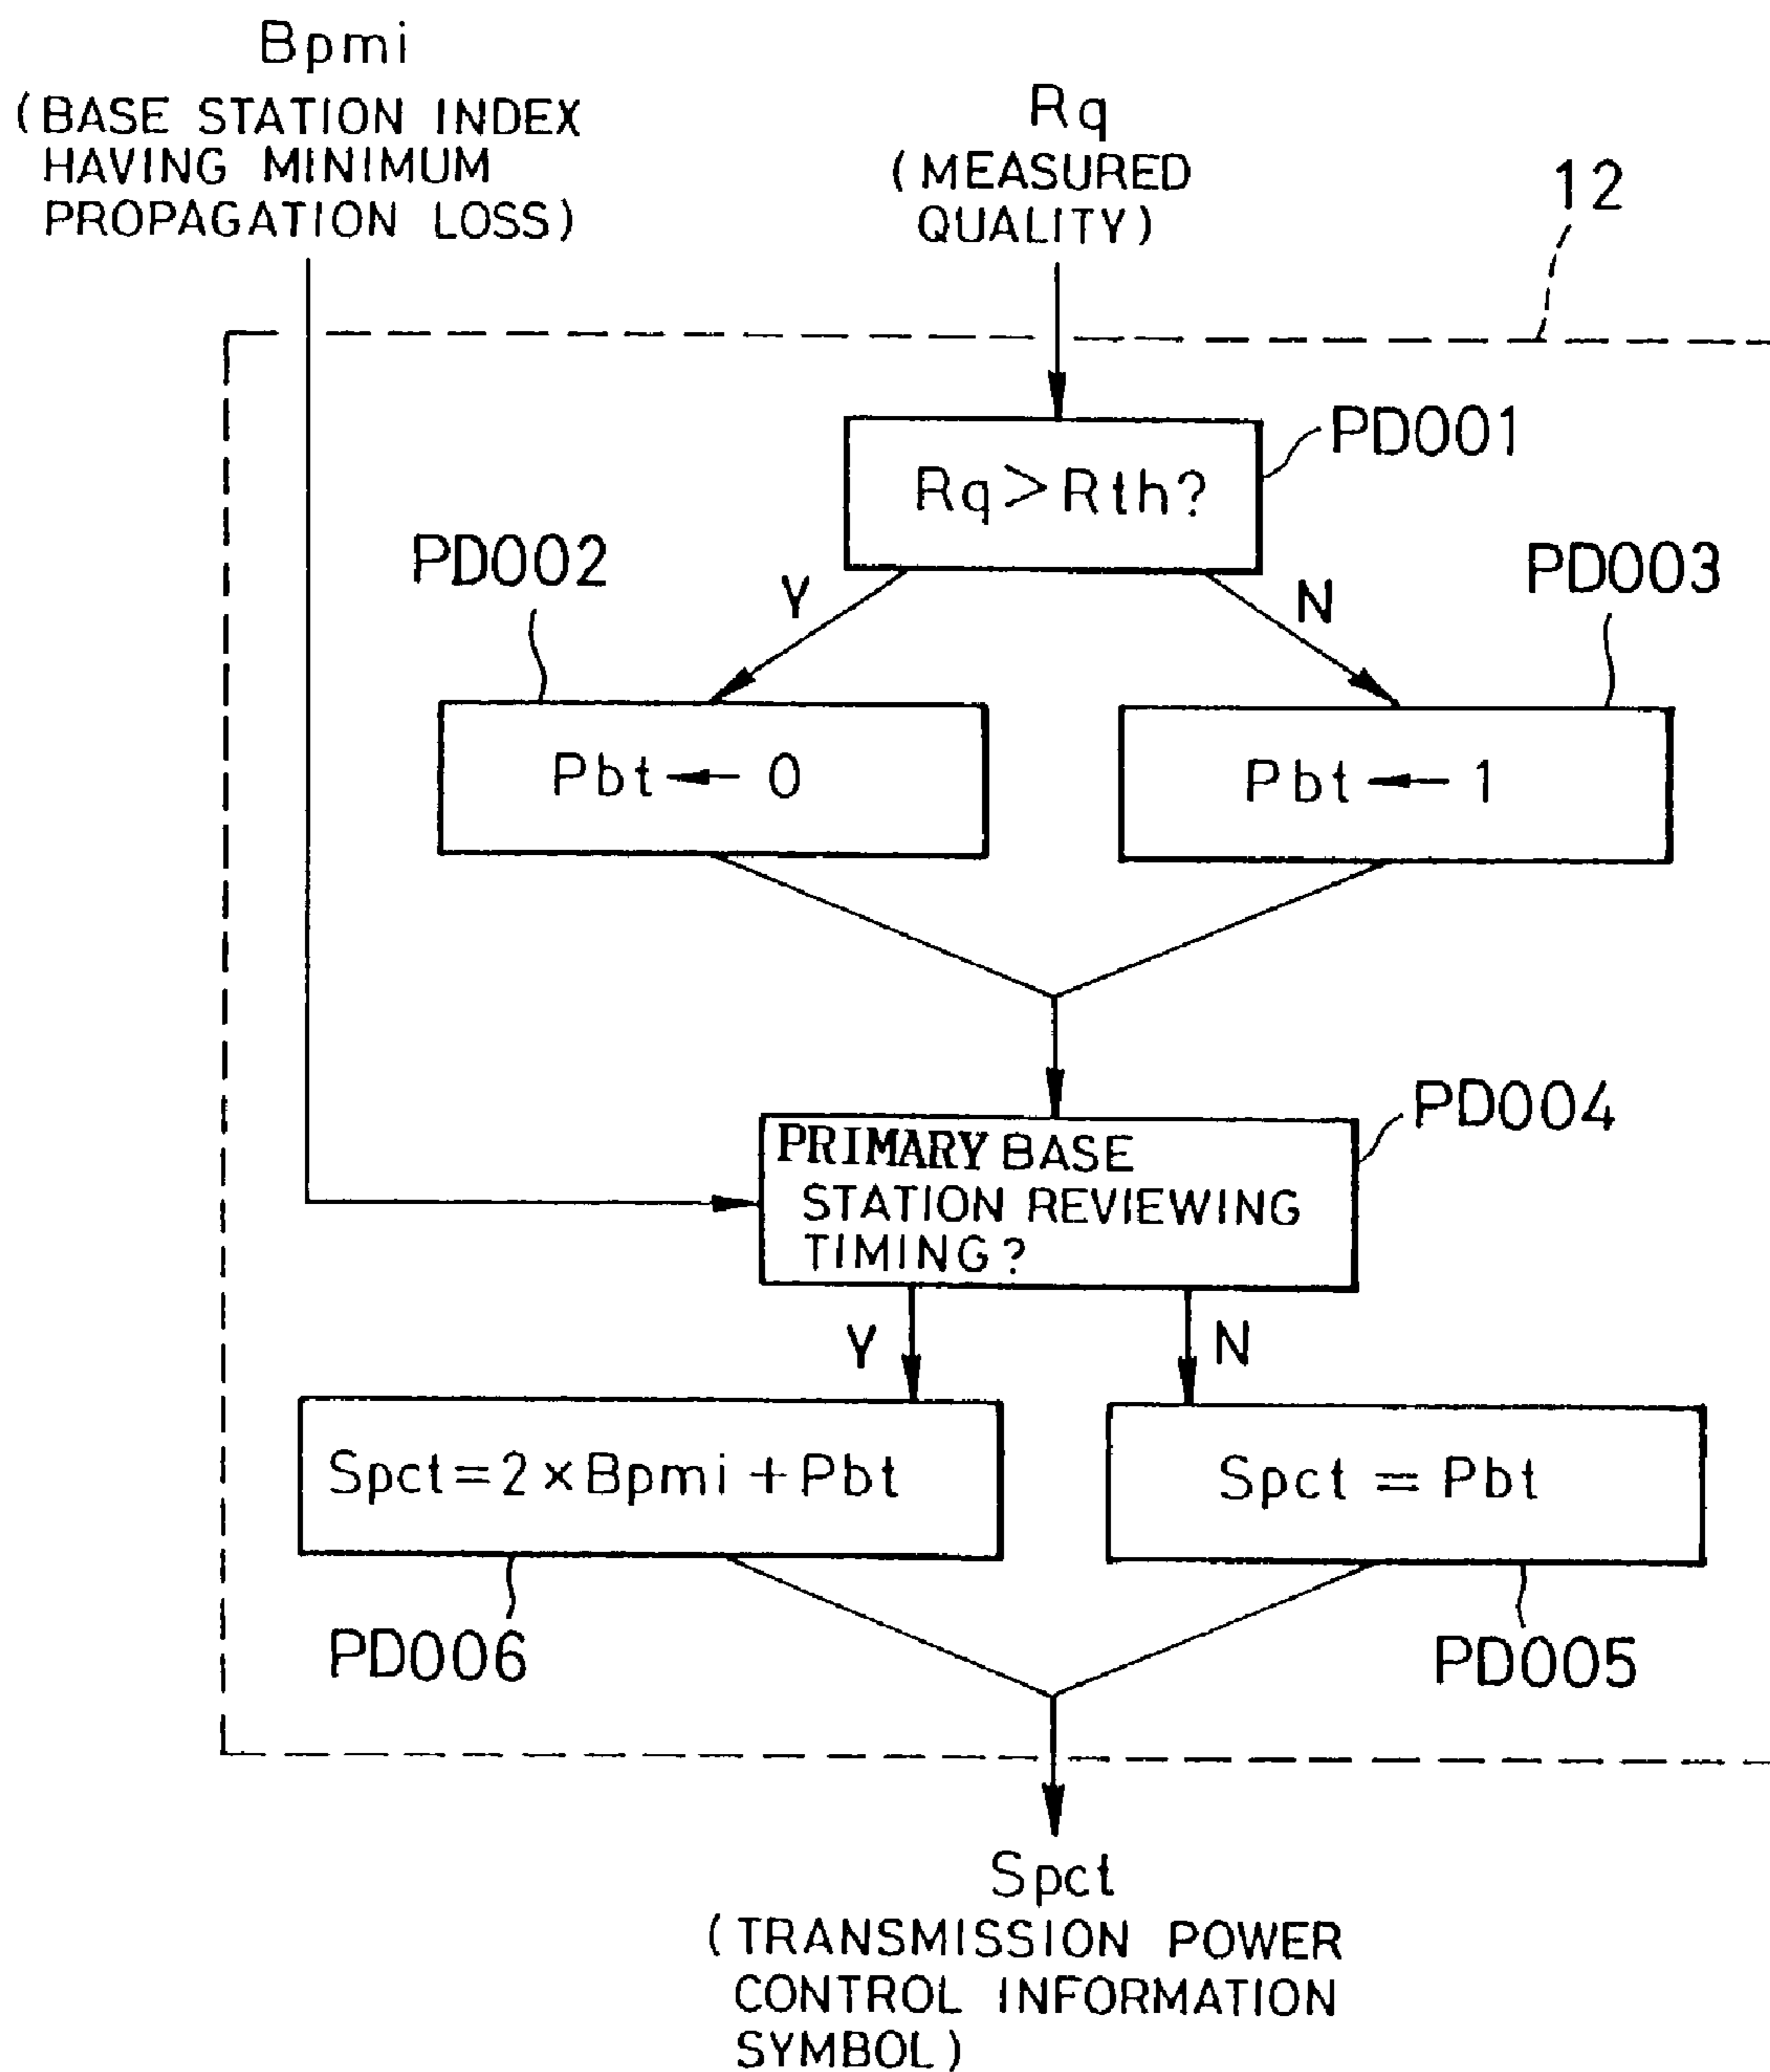 Bpmi
(BASE STATION INDEX
HAVING MINIMUM
PROPAGATION LOSS)
Rq
(MEASURED
QUALITY)
12
PD001
Rq>Rth?
PD002
Y
N
PD003
Pbt ← 0
Pbt ← 1
PD004
PRIMARY BASE
STATION REVIEWING
TIMING?
Y
N
Spct=2×Bpmi+Pbt
Spct = Pbt
PD006
PD005
Spct
(TRANSMISSION POWER
CONTROL INFORMATION
SYMBOL)